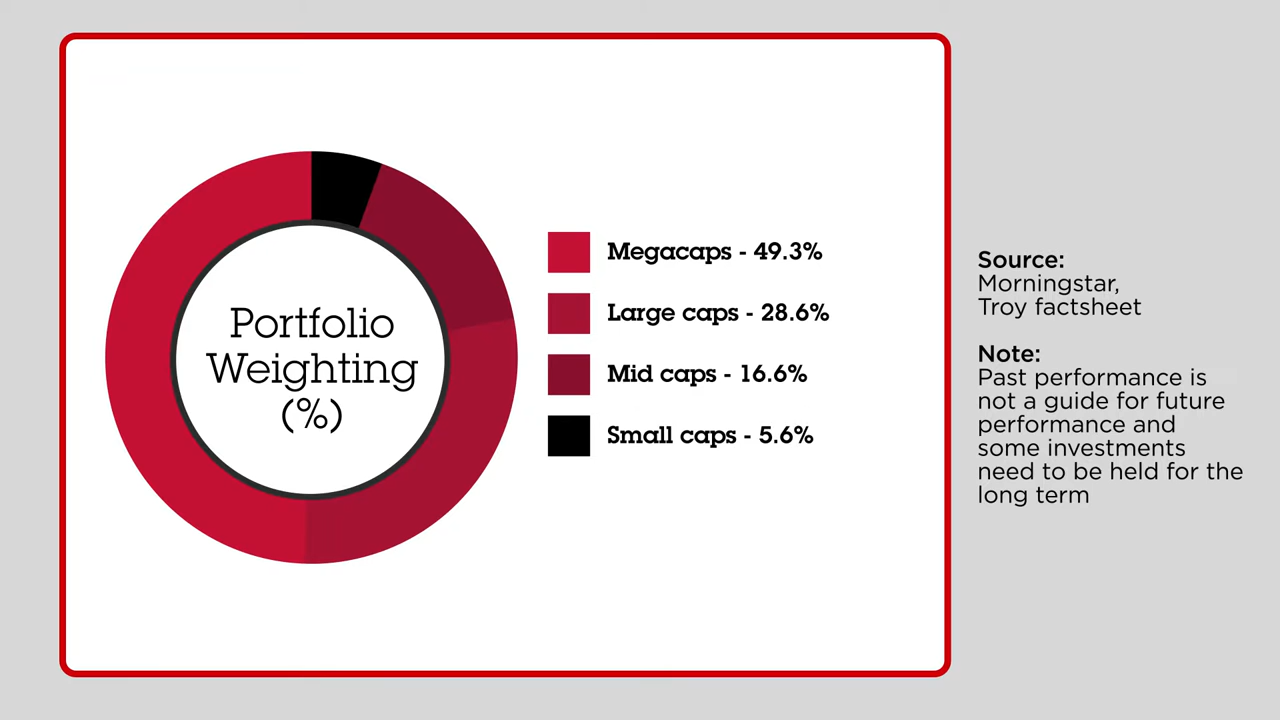 Portfolio
Weighting
(%)
Megacaps - 49.3%
Large caps - 28.6%
Mid caps - 16.6%
Small caps - 5.6%
Source:
Morningstar,
Troy factsheet
Note:
Past performance is
not a guide for future
performance and
some investments
need to be held for the
long term